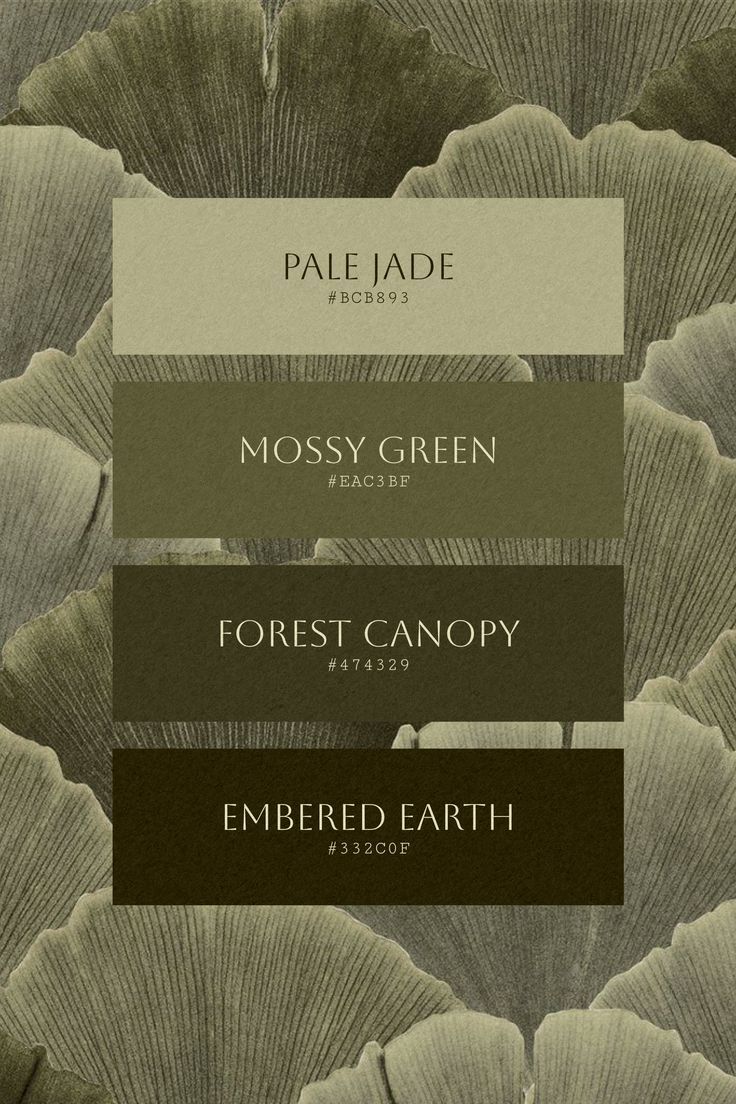 PALE JADE
#BCB893
MOSSY GREEN
#EAC3BF
FOREST CANOPY
#474329
EMBERED EARTH
#332C0F